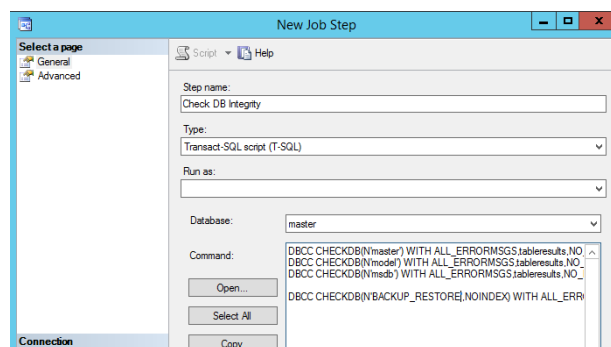 New Job Step
Select a page
General
Advanced
Script
Help
Step name:
Check DB Integrity
Type:
Transact-SQL script (T-SQL)
Run as:
Database:
master
Command:
DBCC CHECKDB(N'master') WITH ALL_ERRORMSGS,tableresults,NO_
DBCC CHECKDB(N'model') WITH ALL_ERRORMSGS,tableresults,NO_
DBCC CHECKDB(N'msdb') WITH ALL_ERRORMSGS,tableresults,NO_
DBCC CHECKDB(N'BACKUP_RESTORE',NOINDEX) WITH ALL_ERR
Open...
Select All
Copy
Connection